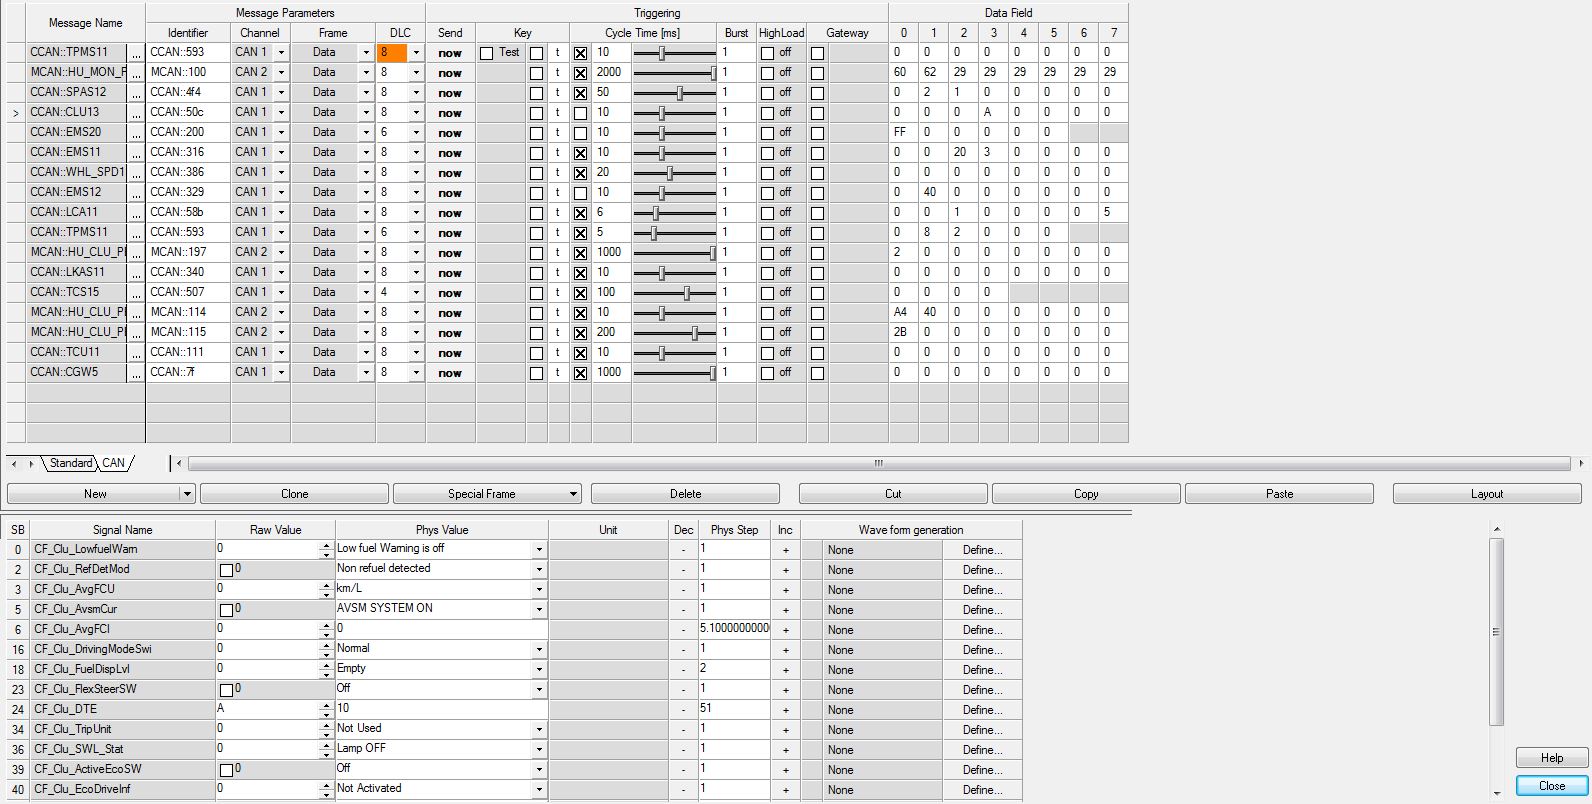 Message Parameters Triggering Data Field
Message Name Identifier Channel Frame DLC Send Key Cycle Time [ms] Burst HighLoad Gateway 0 1 2 3 4 5 6 7
CCAN::TPMS11 ... CCAN::593 CAN 1 Data 8 now Test t 10 1 off 0 0 0 0 0 0 0 0
MCAN::HU_MON_F ... MCAN::100 CAN 2 Data 8 now t 2000 1 off 60 62 29 29 29 29 29 29
CCAN::SPAS12 ... CCAN::4f4 CAN 1 Data 8 now t 50 1 off 0 2 1 0 0 0 0 0
> CCAN::CLU13 ... CCAN::50c CAN 1 Data 8 now t 10 1 off 0 0 0 A 0 0 0 0
CCAN::EMS20 ... CCAN::200 CAN 1 Data 6 now t 10 1 off FF 0 0 0 0 0
CCAN::EMS11 ... CCAN::316 CAN 1 Data 8 now t 10 1 off 0 0 20 3 0 0 0 0
CCAN::WHL_SPD1 ... CCAN::386 CAN 1 Data 8 now t 20 1 off 0 0 0 0 0 0 0 0
CCAN::EMS12 ... CCAN::329 CAN 1 Data 8 now t 10 1 off 0 40 0 0 0 0 0 0
CCAN::LCA11 ... CCAN::58b CAN 1 Data 8 now t 6 1 off 0 0 1 0 0 0 0 5
CCAN::TPMS11 ... CCAN::593 CAN 1 Data 6 now t 5 1 off 0 8 2 0 0 0
MCAN::HU_CLU_PI ... MCAN::197 CAN 2 Data 8 now t 1000 1 off 2 0 0 0 0 0 0 0
CCAN::LKAS11 ... CCAN::340 CAN 1 Data 8 now t 10 1 off 0 0 0 0 0 0 0 0
CCAN::TCS15 ... CCAN::507 CAN 1 Data 4 now t 100 1 off 0 0 0 0
MCAN::HU_CLU_PI ... MCAN::114 CAN 2 Data 8 now t 10 1 off A4 40 0 0 0 0 0 0
MCAN::HU_CLU_PI ... MCAN::115 CAN 2 Data 8 now t 200 1 off 2B 0 0 0 0 0 0 0
CCAN::TCU11 ... CCAN::111 CAN 1 Data 8 now t 10 1 off 0 0 0 0 0 0 0 0
CCAN::CGW5 ... CCAN::7f CAN 1 Data 8 now t 1000 1 off 0 0 0 0 0 0 0 0
Standard CAN
New Clone Special Frame Delete Cut Copy Paste Layout
SB Signal Name Raw Value Phys Value Unit Dec Phys Step Inc Wave form generation
0 CF_Clu_LowfuelWarn 0 Low fuel Warning is off - 1 + None Define...
2 CF_Clu_RefDetMod 0 Non refuel detected - 1 + None Define...
3 CF_Clu_AvgFCU 0 km/L - 1 + None Define...
5 CF_Clu_AvsmCur 0 AVSM SYSTEM ON - 1 + None Define...
6 CF_Clu_AvgFCI 0 0 - 5.1000000000 + None Define...
16 CF_Clu_DrivingModeSwi 0 Normal - 1 + None Define...
18 CF_Clu_FuelDispLvl 0 Empty - 2 + None Define...
23 CF_Clu_FlexSteerSW 0 Off - 1 + None Define...
24 CF_Clu_DTE A 10 - 51 + None Define...
34 CF_Clu_TripUnit 0 Not Used - 1 + None Define...
36 CF_Clu_SWL_Stat 0 Lamp OFF - 1 + None Define...
39 CF_Clu_ActiveEcoSW 0 Off - 1 + None Define...
40 CF_Clu_EcoDriveInf 0 Not Activated - 1 + None Define...
Help
Close